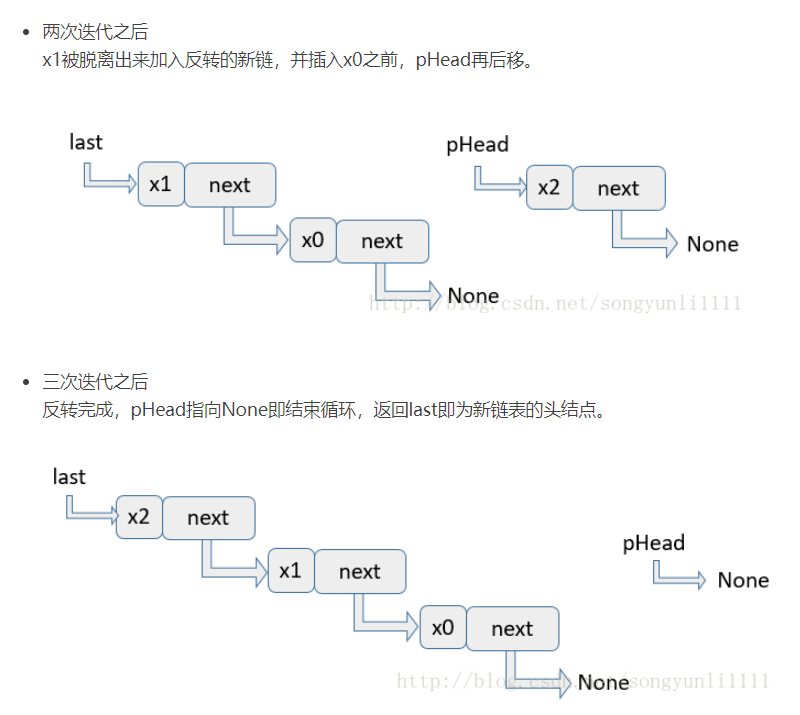 两次迭代之后
x1被脱离出来加入反转的新链，并插入x0之前，pHead再后移。
last
pHead
x1 next
x2 next
x0 next
None
None
http://blog.csdn.net/songyunli1111
三次迭代之后
反转完成，pHead指向None即结束循环，返回last即为新链表的头结点。
last
x2 next
pHead
x1 next
None
x0 next
None
http://blog.csdn.net/songyunli1111